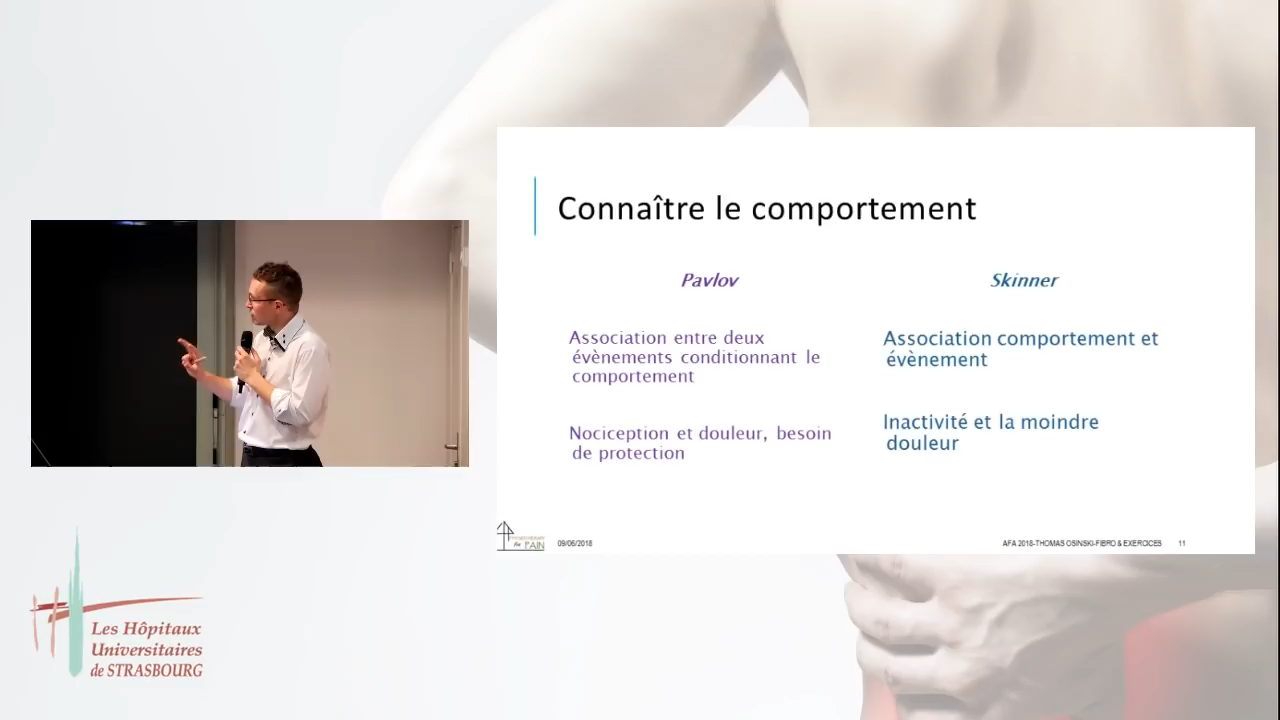 Connaître le comportement
Pavlov
Association entre deux
évènements conditionnant le
comportement
Nociception et douleur, besoin
de protection
Skinner
Association comportement et
évènement
Inactivité et la moindre
douleur
for PAIN
09/06/2018
AFA 2018-THOMAS OSINSKI-FIBRO & EXERCICES
11
Les Hôpitaux
Universitaires
de STRASBOURG